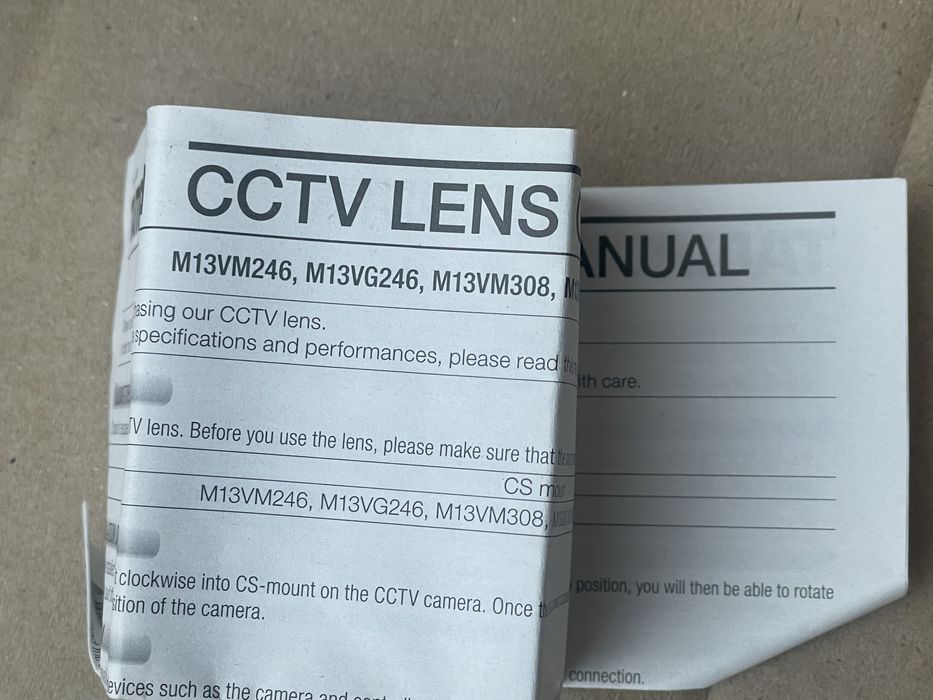 CCTV LENS
ANUAL
M13VM246, M13VG246, M13VM308,
asing our CCTV lens.
specifications and performances, please read
ith care.
TV lens. Before you use the lens, please make sure that
CS mou
M13VM246, M13VG246, M13VM308,
t clockwise into CS-mount on the CCTV camera. Once
position, you will then be able to rotate
sition of the camera.
connection.
evices such as the camera and